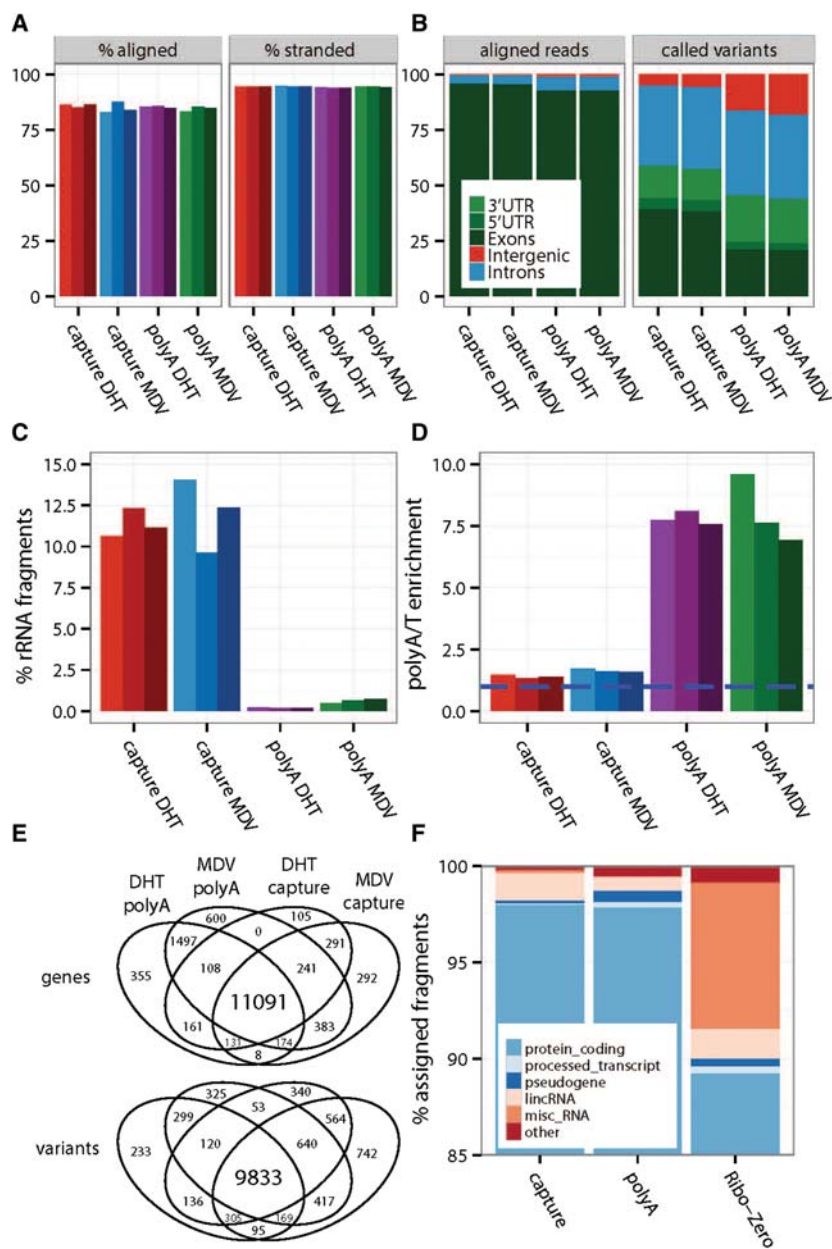 A
B
% aligned
% stranded
aligned reads
called variants
100
75
50
25
0
100
75
50
25
0
3'UTR
5'UTR
Exons
Intergenic
Introns
capture DHT
capture MDV
polyA DHT
polyA MDV
capture DHT
capture MDV
polyA DHT
polyA MDV
capture DHT
capture MDV
polyA DHT
polyA MDV
capture DHT
capture MDV
polyA DHT
polyA MDV
C
D
% rRNA fragments
15.0
12.5
10.0
7.5
5.0
2.5
0.0
capture DHT
capture MDV
polyA DHT
polyA MDV
polyA/T enrichment
10.0
7.5
5.0
2.5
0.0
capture DHT
capture MDV
polyA DHT
polyA MDV
E
F
DHT polyA
MDV polyA
DHT capture
MDV capture
genes
600
0
105
1497
291
355
108
241
292
11091
161
383
131
174
8
variants
325
53
340
299
564
233
120
640
742
9833
136
417
305
169
95
% assigned fragments
100
95
90
85
protein_coding
processed_transcript
pseudogene
lincRNA
misc_RNA
other
capture
polyA
Ribo-Zero